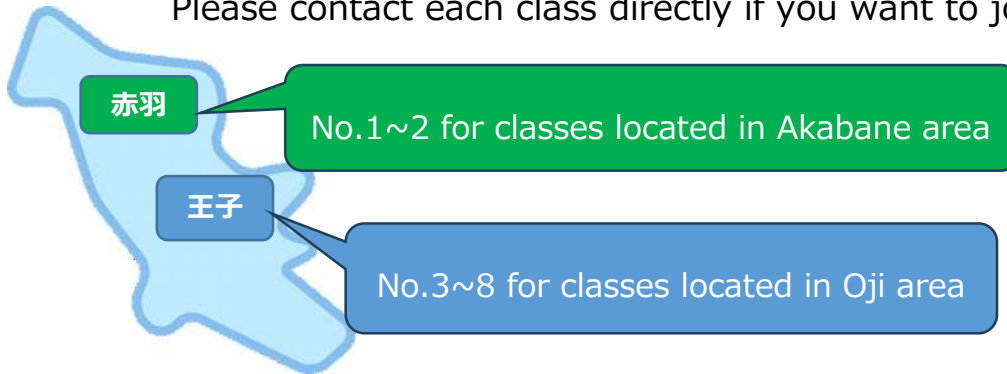 Please contact each class directly if you want to
赤羽
No.1~2 for classes located in Akabane area
王子
No.3~8 for classes located in Oji area